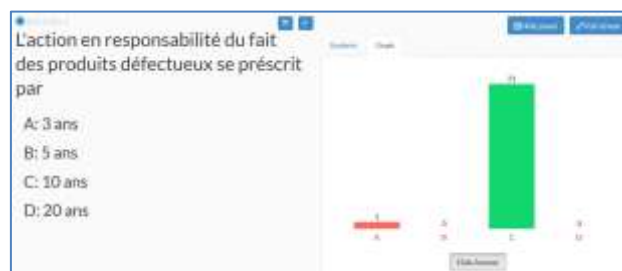 L'action en responsabilité du fait
des produits défectueux se préscrit
par
A: 3 ans
B: 5 ans
C: 10 ans
D: 20 ans
Graph
A
C